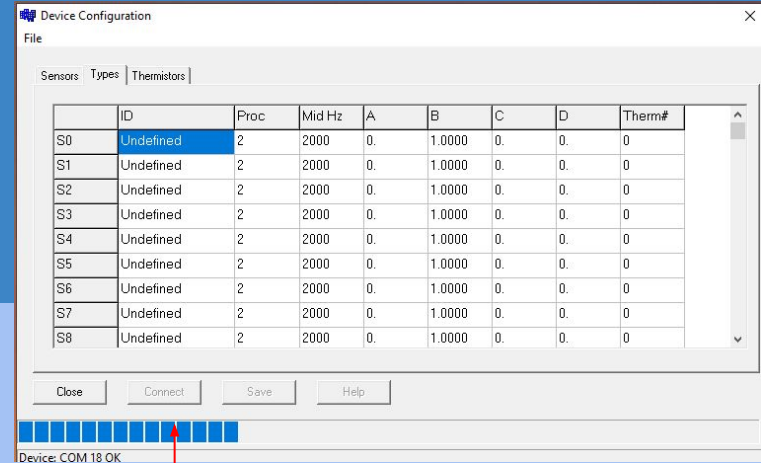 Device Configuration
File
Sensors Types Thermistors
ID Proc Mid Hz A B C D Therm#
S0 Undefined 2 2000 0. 1.0000 0. 0. 0
S1 Undefined 2 2000 0. 1.0000 0. 0. 0
S2 Undefined 2 2000 0. 1.0000 0. 0. 0
S3 Undefined 2 2000 0. 1.0000 0. 0. 0
S4 Undefined 2 2000 0. 1.0000 0. 0. 0
S5 Undefined 2 2000 0. 1.0000 0. 0. 0
S6 Undefined 2 2000 0. 1.0000 0. 0. 0
S7 Undefined 2 2000 0. 1.0000 0. 0. 0
S8 Undefined 2 2000 0. 1.0000 0. 0. 0
Close Connect Save Help
Device: COM 18 OK